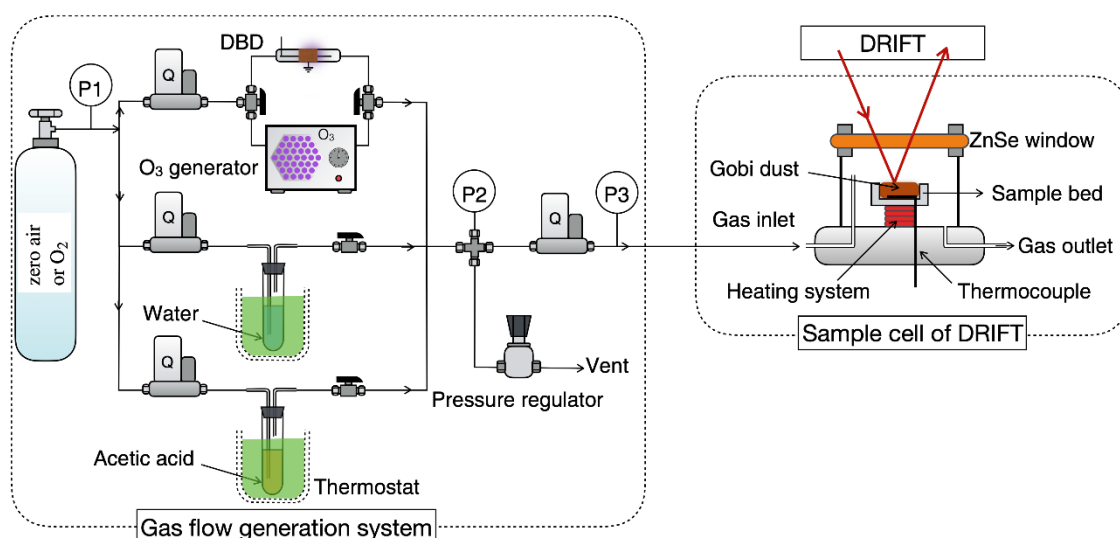 DBD
DRIFT
P1
Q
O₃
zero air
or O₂
O₃ generator
ZnSe window
Gobi dust
Sample bed
P2
Q
P3
Q
Gas inlet
Gas outlet
Water
Heating system
Thermocouple
Sample cell of DRIFT
Q
Vent
Pressure regulator
Acetic acid
Thermostat
Gas flow generation system